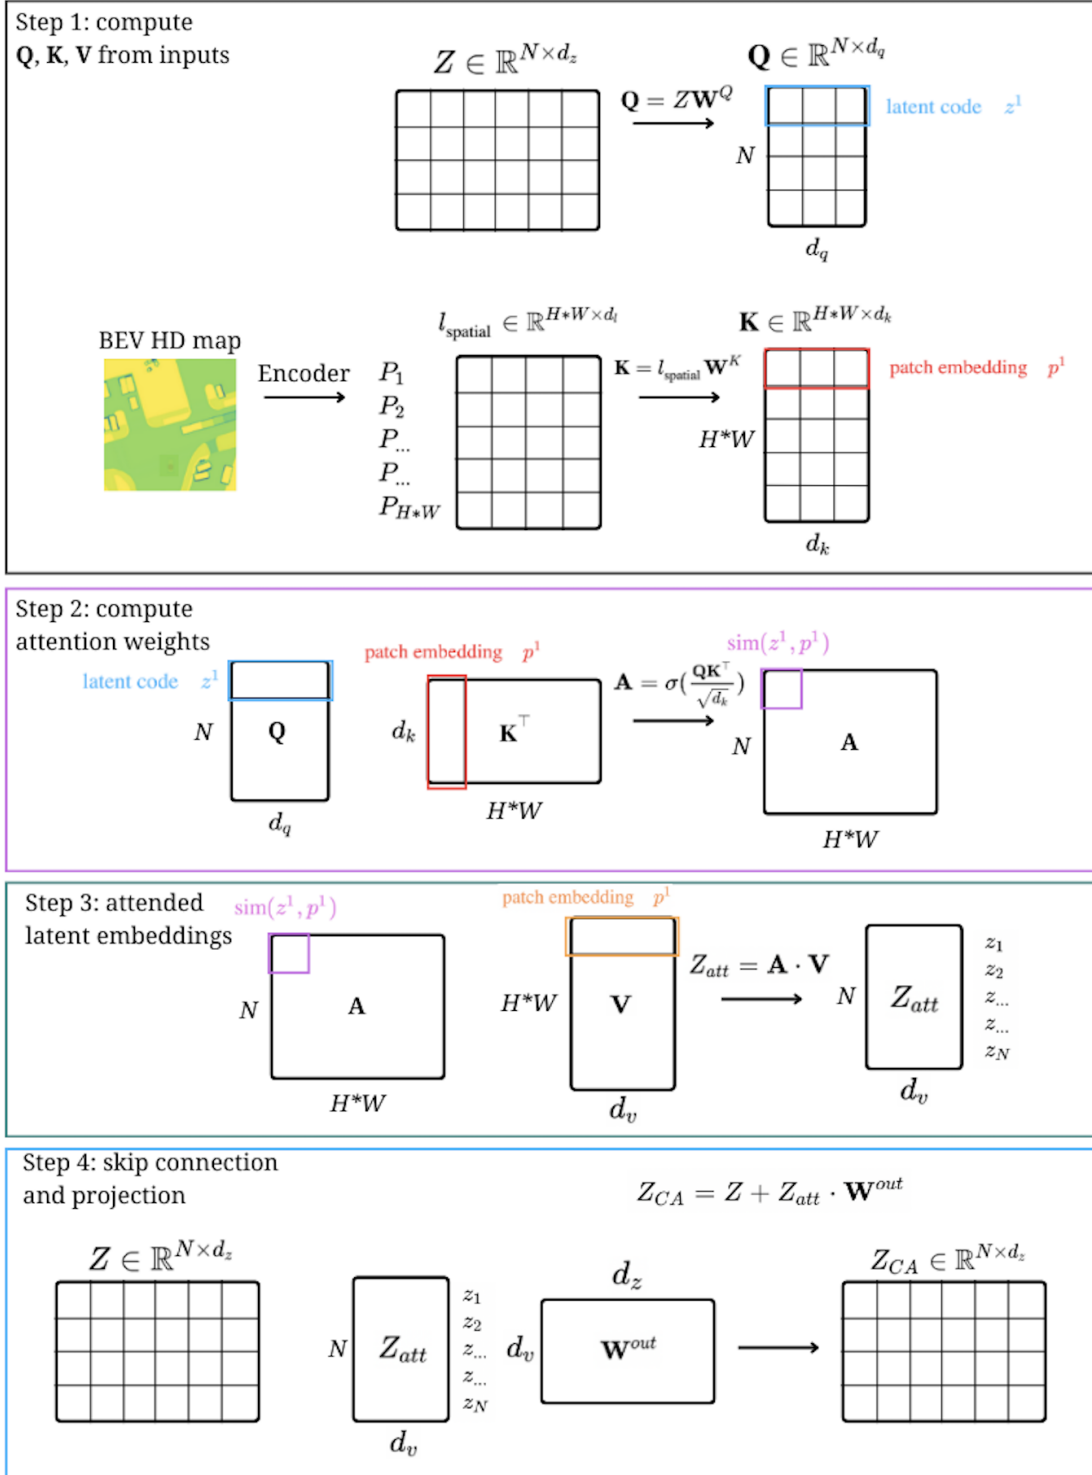 Step 1: compute
Q, K, V from inputs
Z ∈ ℝ^{N×d_z}
Q = ZW^Q
Q ∈ ℝ^{N×d_q}
latent code z^1
N
d_q
BEV HD map
Encoder
P_1
P_2
P_...
P_...
P_{H*W}
l_spatial ∈ ℝ^{H*W×d_l}
K = l_spatial W^K
K ∈ ℝ^{H*W×d_k}
patch embedding p^1
H*W
d_k
Step 2: compute
attention weights
latent code z^1
N
Q
d_q
patch embedding p^1
d_k
K^⊤
H*W
A = σ(QK^⊤/√d_k)
sim(z^1, p^1)
N
A
H*W
Step 3: attended
latent embeddings
sim(z^1, p^1)
N
A
H*W
patch embedding p^1
H*W
V
d_v
Z_att = A · V
N
Z_att
d_v
z_1
z_2
z_...
z_...
z_N
Step 4: skip connection
and projection
Z_CA = Z + Z_att · W^out
Z ∈ ℝ^{N×d_z}
N
Z_att
d_v
z_1
z_2
z_...
z_...
z_N
d_z
d_v
W^out
Z_CA ∈ ℝ^{N×d_z}